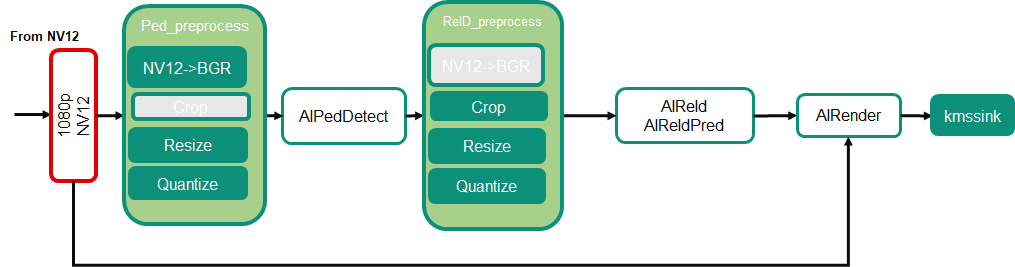 From NV12
1080p
NV12
Ped_preprocess
NV12->BGR
Crop
Resize
Quantize
AIPedDetect
ReID_preprocess
NV12->BGR
Crop
Resize
Quantize
AIReId
AIReIdPred
AIRender
kmssink